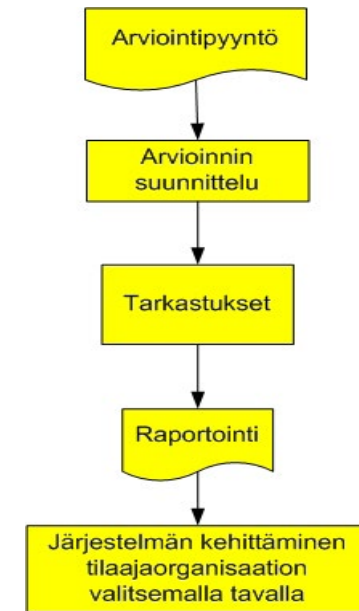 Arviointipyyntö
Arvioinnin
suunnittelu
Tarkastukset
Raportointi
Järjestelmän kehittäminen
tilaajaorganisaation
valitsemalla tavalla